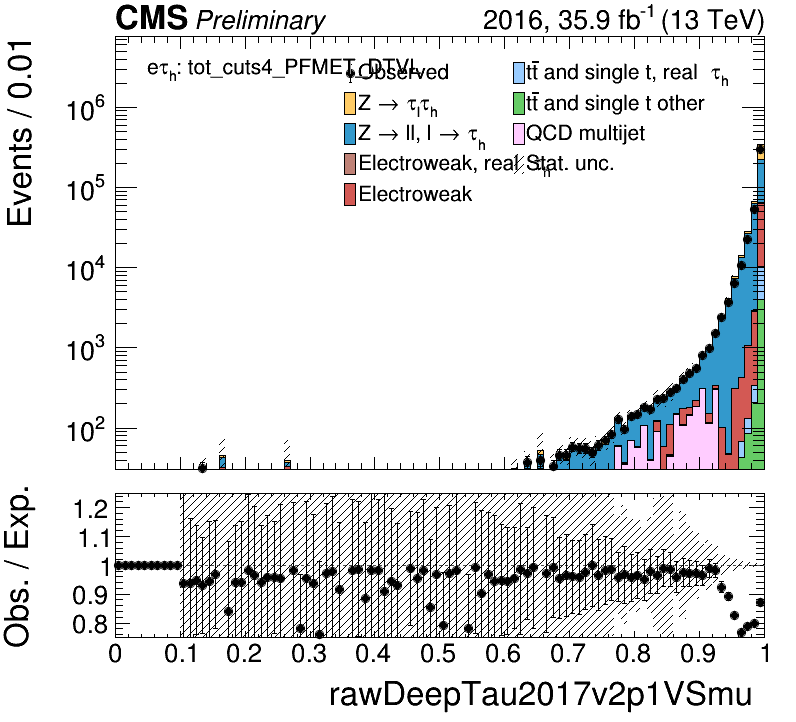 CMS Preliminary 2016, 35.9 fb⁻¹ (13 TeV)
eτₕ: tot_cuts4_PFMET_DTVL
Observed
Z → τₗτₕ
Z → ll, l → τₕ
Electroweak, real τₕ
Electroweak
tt̄ and single t, real τₕ
tt̄ and single t other
QCD multijet
Stat. unc.
Events / 0.01
10⁶
10⁵
10⁴
10³
10²
Obs. / Exp.
1.2
1.1
1
0.9
0.8
0 0.1 0.2 0.3 0.4 0.5 0.6 0.7 0.8 0.9 1
rawDeepTau2017v2p1VSmu